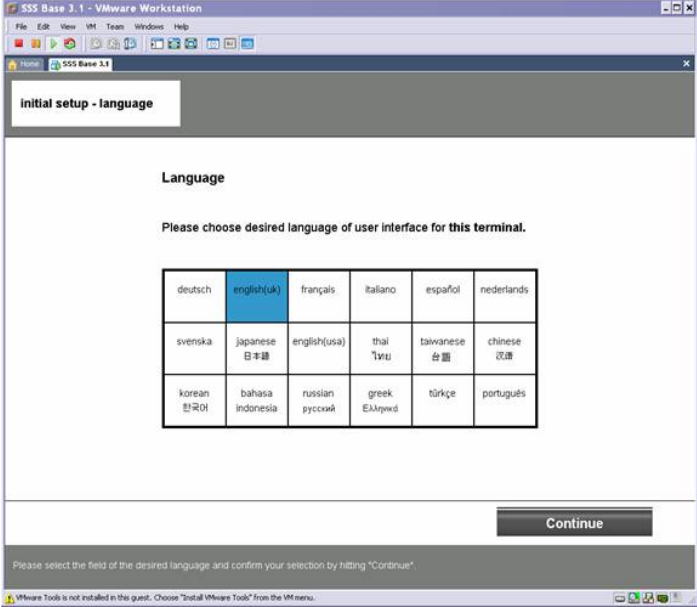 SSS Base 3.1 - VMware Workstation
File Edit View VM Team Windows Help
Home SSS Base 3.1
initial setup - language
Language
Please choose desired language of user interface for this terminal.
deutsch english(uk) français italiano español nederlands
svenska japanese english(usa) thai taiwanese chinese
日本語 ไทย 台語 汉语
korean bahasa russian greek türkçe português
한국어 indonesia русский Ελληνικά
Continue
Please select the field of the desired language and confirm your selection by hitting "Continue".
VMware Tools is not installed in this guest. Choose "Install VMware Tools" from the VM menu.